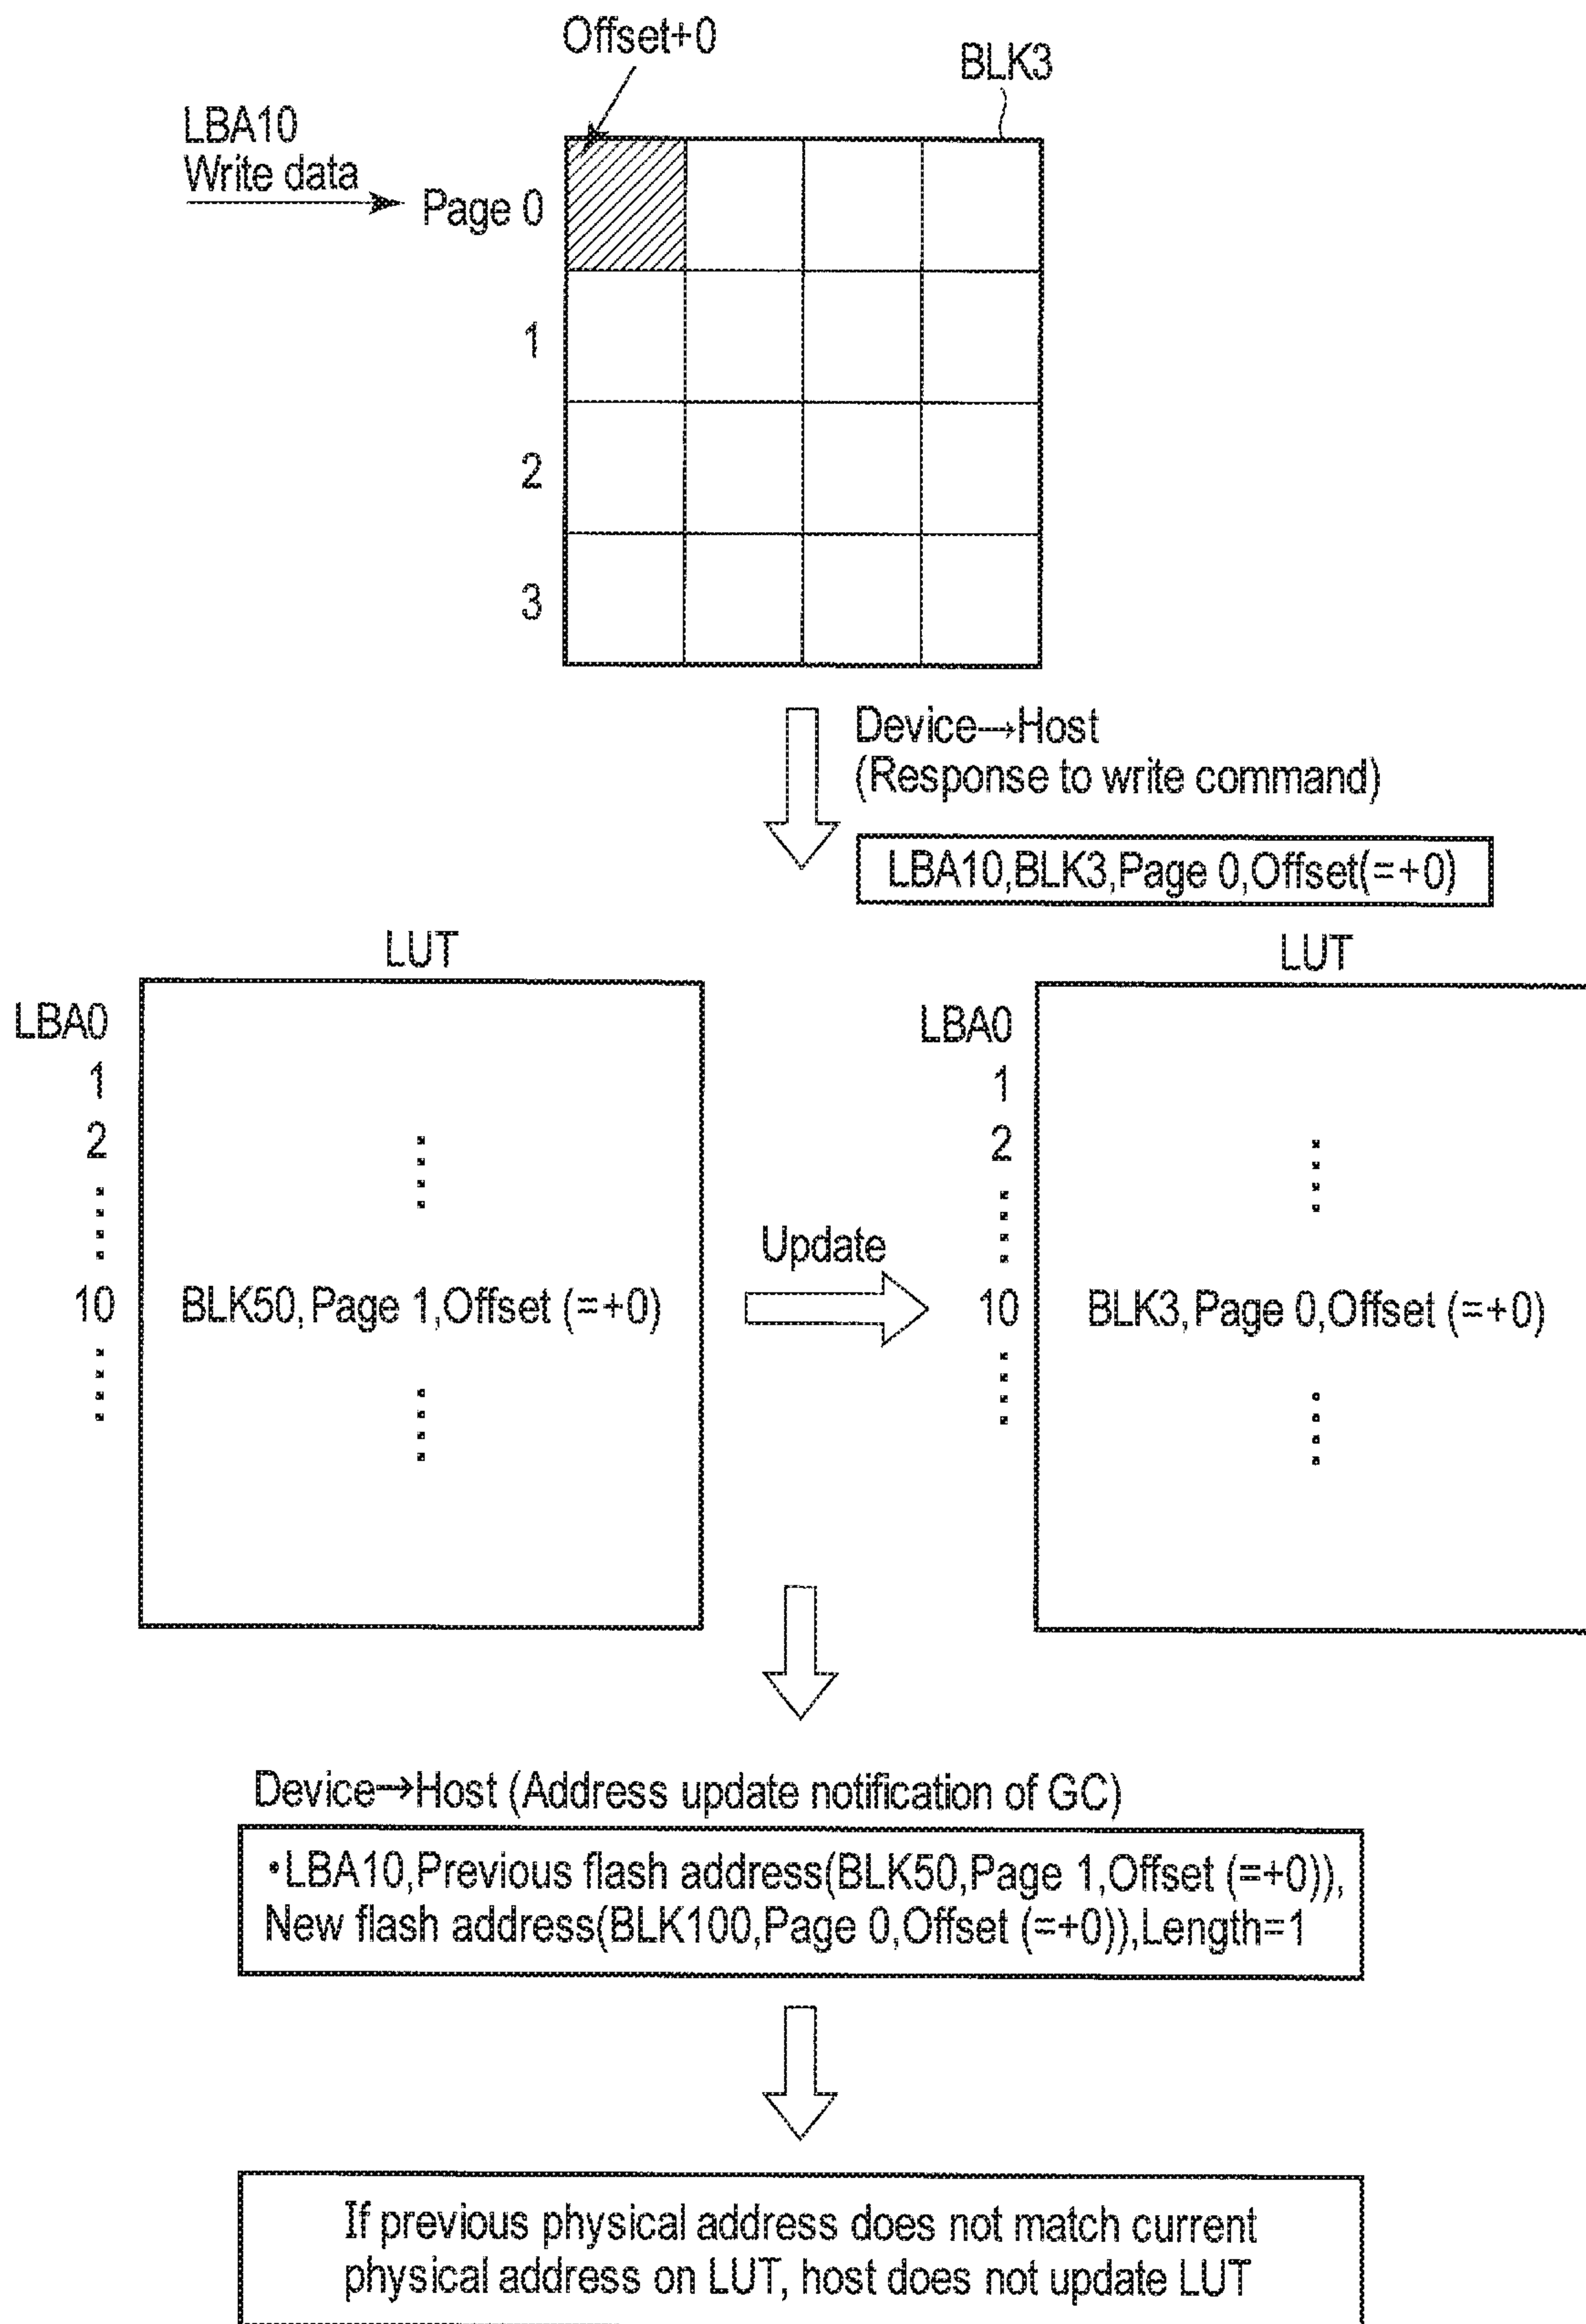 Offset+0
BLK3
LBA10
Write data
Page 0
1
2
3
Device→Host
(Response to write command)
LBA10,BLK3,Page 0,Offset(=+0)
LUT
LBA0
1
2
10
BLK50,Page 1,Offset (=+0)
Update
LUT
LBA0
1
2
10
BLK3,Page 0,Offset (=+0)
Device→Host (Address update notification of GC)
•LBA10,Previous flash address(BLK50,Page 1,Offset (=+0)),
New flash address(BLK100,Page 0,Offset (=+0)),Length=1
If previous physical address does not match current
physical address on LUT, host does not update LUT